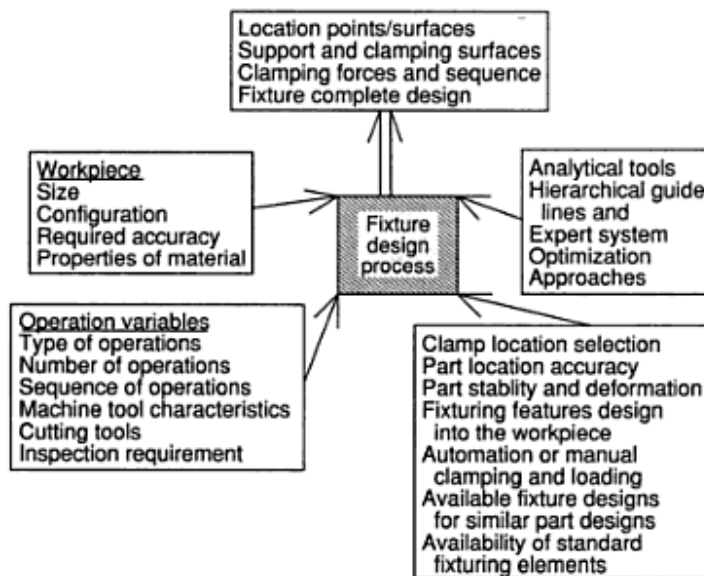 Location points/surfaces
Support and clamping surfaces
Clamping forces and sequence
Fixture complete design
Workpiece
Size
Configuration
Required accuracy
Properties of material
Fixture
design
process
Analytical tools
Hierarchical guide
lines and
Expert system
Optimization
Approaches
Operation variables
Type of operations
Number of operations
Sequence of operations
Machine tool characteristics
Cutting tools
Inspection requirement
Clamp location selection
Part location accuracy
Part stablity and deformation
Fixturing features design
into the workpiece
Automation or manual
clamping and loading
Available fixture designs
for similar part designs
Availability of standard
fixturing elements